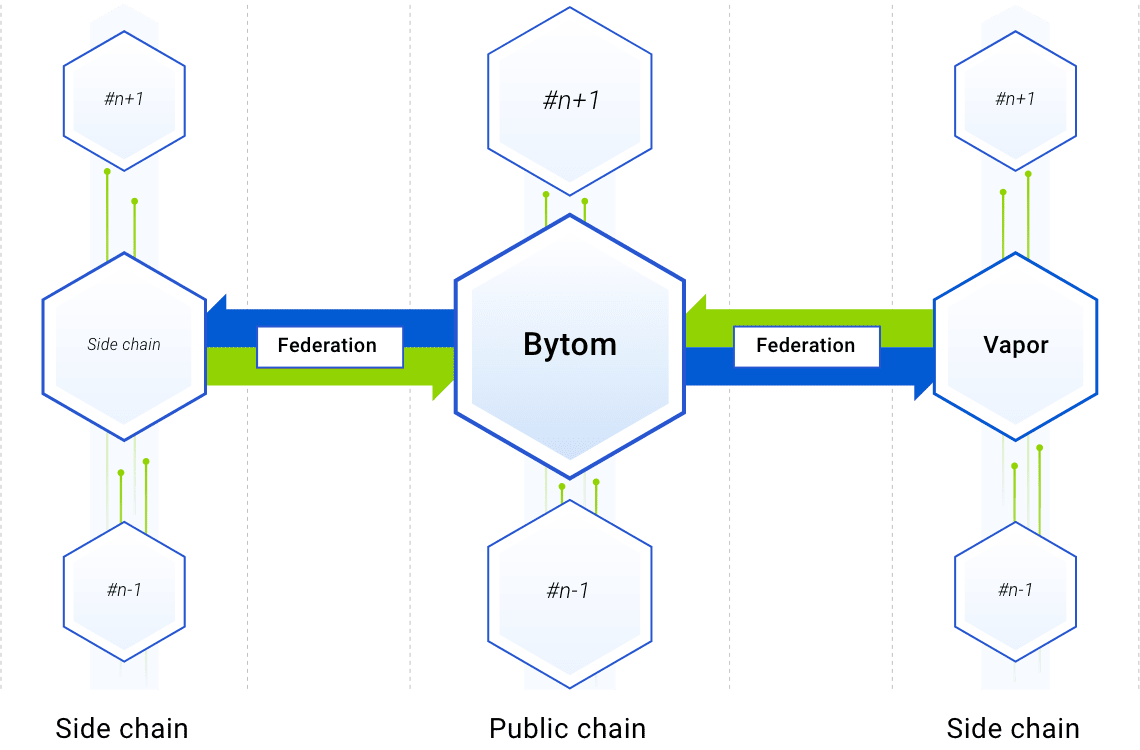 #n+1
#n+1
#n+1
Side chain
Federation
Bytom
Federation
Vapor
#n-1
#n-1
#n-1
Side chain
Public chain
Side chain